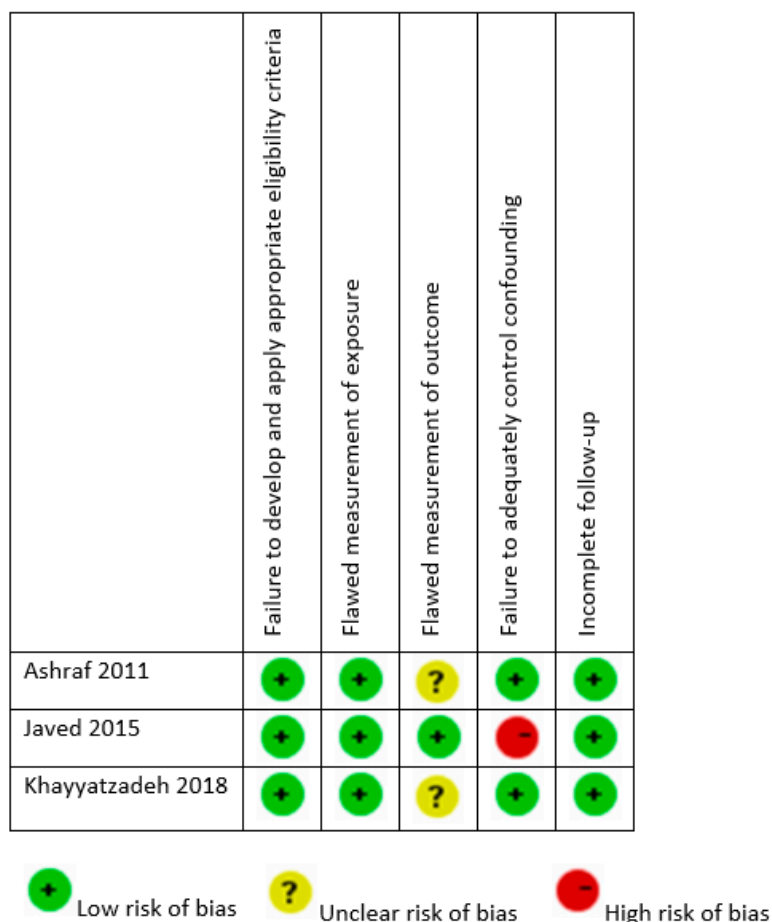 Failure to develop and apply appropriate eligibility criteria
Flawed measurement of exposure
Flawed measurement of outcome
Failure to adequately control confounding
Incomplete follow-up
Ashraf 2011 + + ? + +
Javed 2015 + + + - +
Khayyatzadeh 2018 + + ? + +
+ Low risk of bias ? Unclear risk of bias - High risk of bias